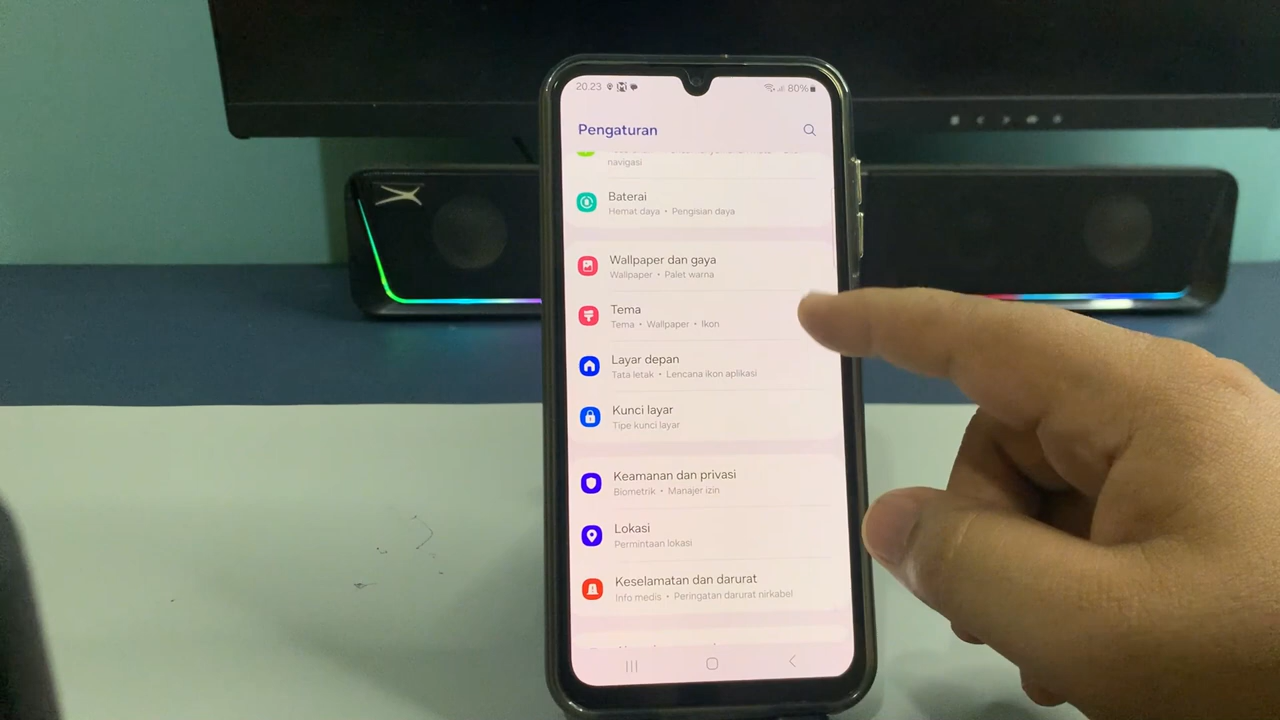 20.23
80%
Pengaturan
navigasi
Baterai
Hemat daya • Pengisian daya
Wallpaper dan gaya
Wallpaper • Palet warna
Tema
Tema • Wallpaper • Ikon
Layar depan
Tata letak • Lencana ikon aplikasi
Kunci layar
Tipe kunci layar
Keamanan dan privasi
Biometrik • Manajer izin
Lokasi
Permintaan lokasi
Keselamatan dan darurat
Info medis • Peringatan darurat nirkabel